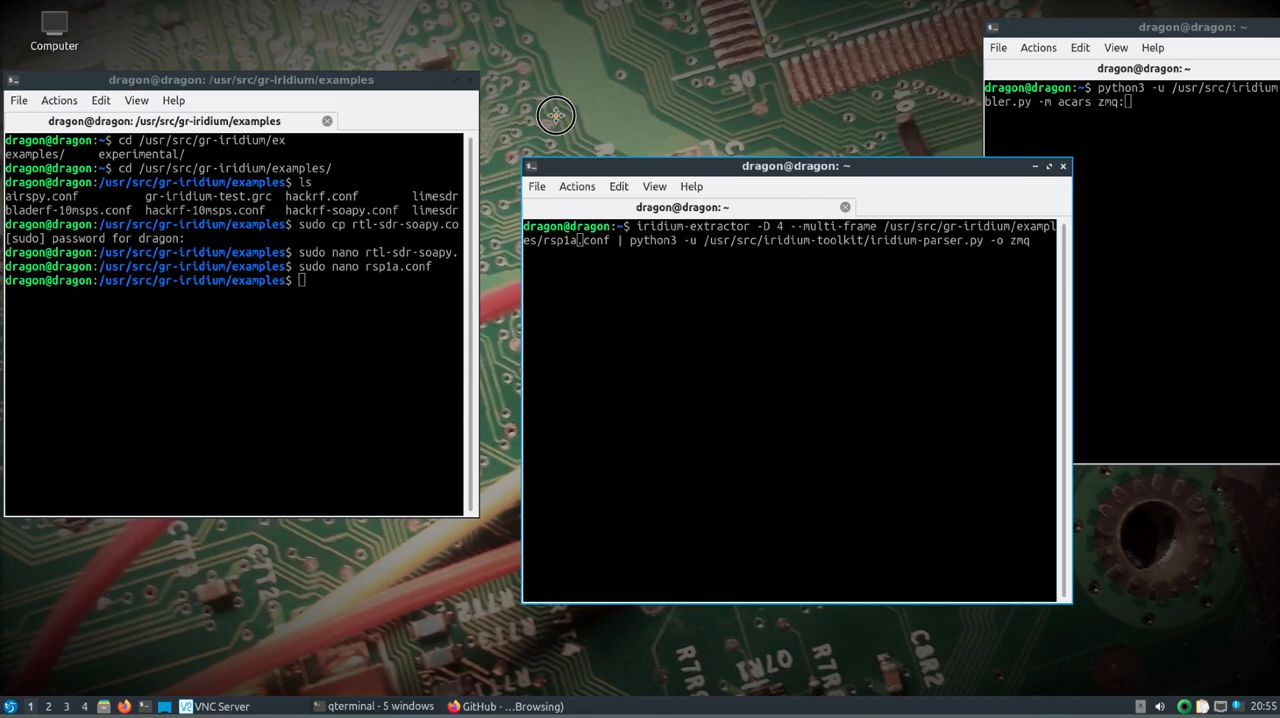 Computer
dragon@dragon: /usr/src/gr-iridium/examples
File Actions Edit View Help
dragon@dragon: /usr/src/gr-iridium/examples
dragon@dragon:~$ cd /usr/src/gr-iridium/ex
examples/ experimental/
dragon@dragon:~$ cd /usr/src/gr-iridium/examples/
dragon@dragon:/usr/src/gr-iridium/examples$ ls
airspy.conf gr-iridium-test.grc hackrf.conf limesdr
bladerf-10msps.conf hackrf-10msps.conf hackrf-soapy.conf limesdr
dragon@dragon:/usr/src/gr-iridium/examples$ sudo cp rtl-sdr-soapy.co
[sudo] password for dragon:
dragon@dragon:/usr/src/gr-iridium/examples$ sudo nano rtl-sdr-soapy.
dragon@dragon:/usr/src/gr-iridium/examples$ sudo nano rsp1a.conf
dragon@dragon:/usr/src/gr-iridium/examples$
dragon@dragon: ~
File Actions Edit View Help
dragon@dragon: ~
dragon@dragon:~$ iridium-extractor -D 4 --multi-frame /usr/src/gr-iridium/exampl
es/rsp1a.conf | python3 -u /usr/src/iridium-toolkit/iridium-parser.py -o zmq
dragon@dragon: ~
File Actions Edit View Help
dragon@dragon: ~
dragon@dragon:~$ python3 -u /usr/src/iridium
bler.py -m acars zmq:
30
CT5
CTT2
R7R
Q7R1
R7R
C8R2
1 2 3 4 VNC Server qterminal - 5 windows GitHub - ...Browsing) 20:55